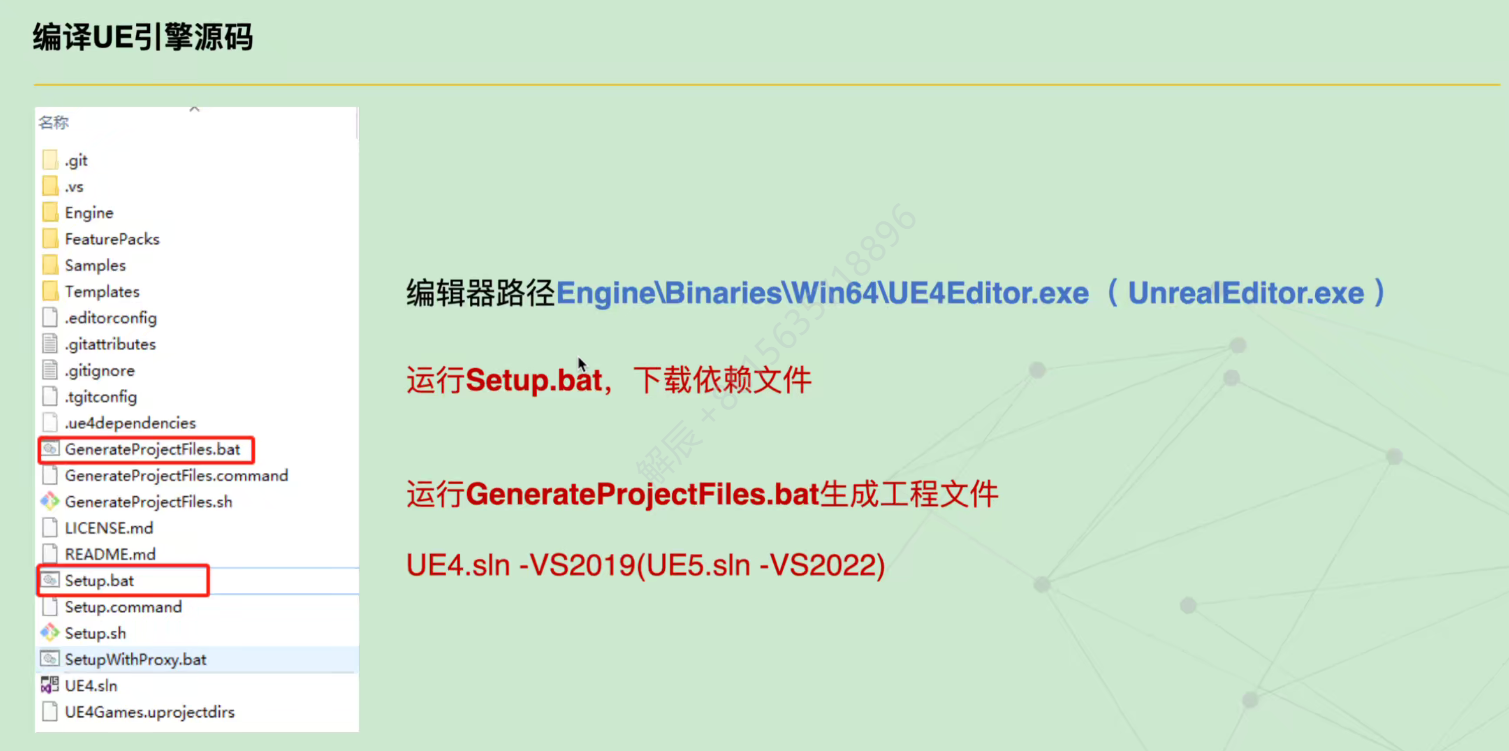 编译UE引擎源码
名称
.git
.vs
Engine
FeaturePacks
Samples
Templates
.editorconfig
.gitattributes
.gitignore
.tgitconfig
.ue4dependencies
GenerateProjectFiles.bat
GenerateProjectFiles.command
GenerateProjectFiles.sh
LICENSE.md
README.md
Setup.bat
Setup.command
Setup.sh
SetupWithProxy.bat
UE4.sln
UE4Games.uprojectdirs
编辑器路径Engine\Binaries\Win64\UE4Editor.exe（UnrealEditor.exe）
运行Setup.bat，下载依赖文件
运行GenerateProjectFiles.bat生成工程文件
UE4.sln -VS2019(UE5.sln -VS2022)
解辰